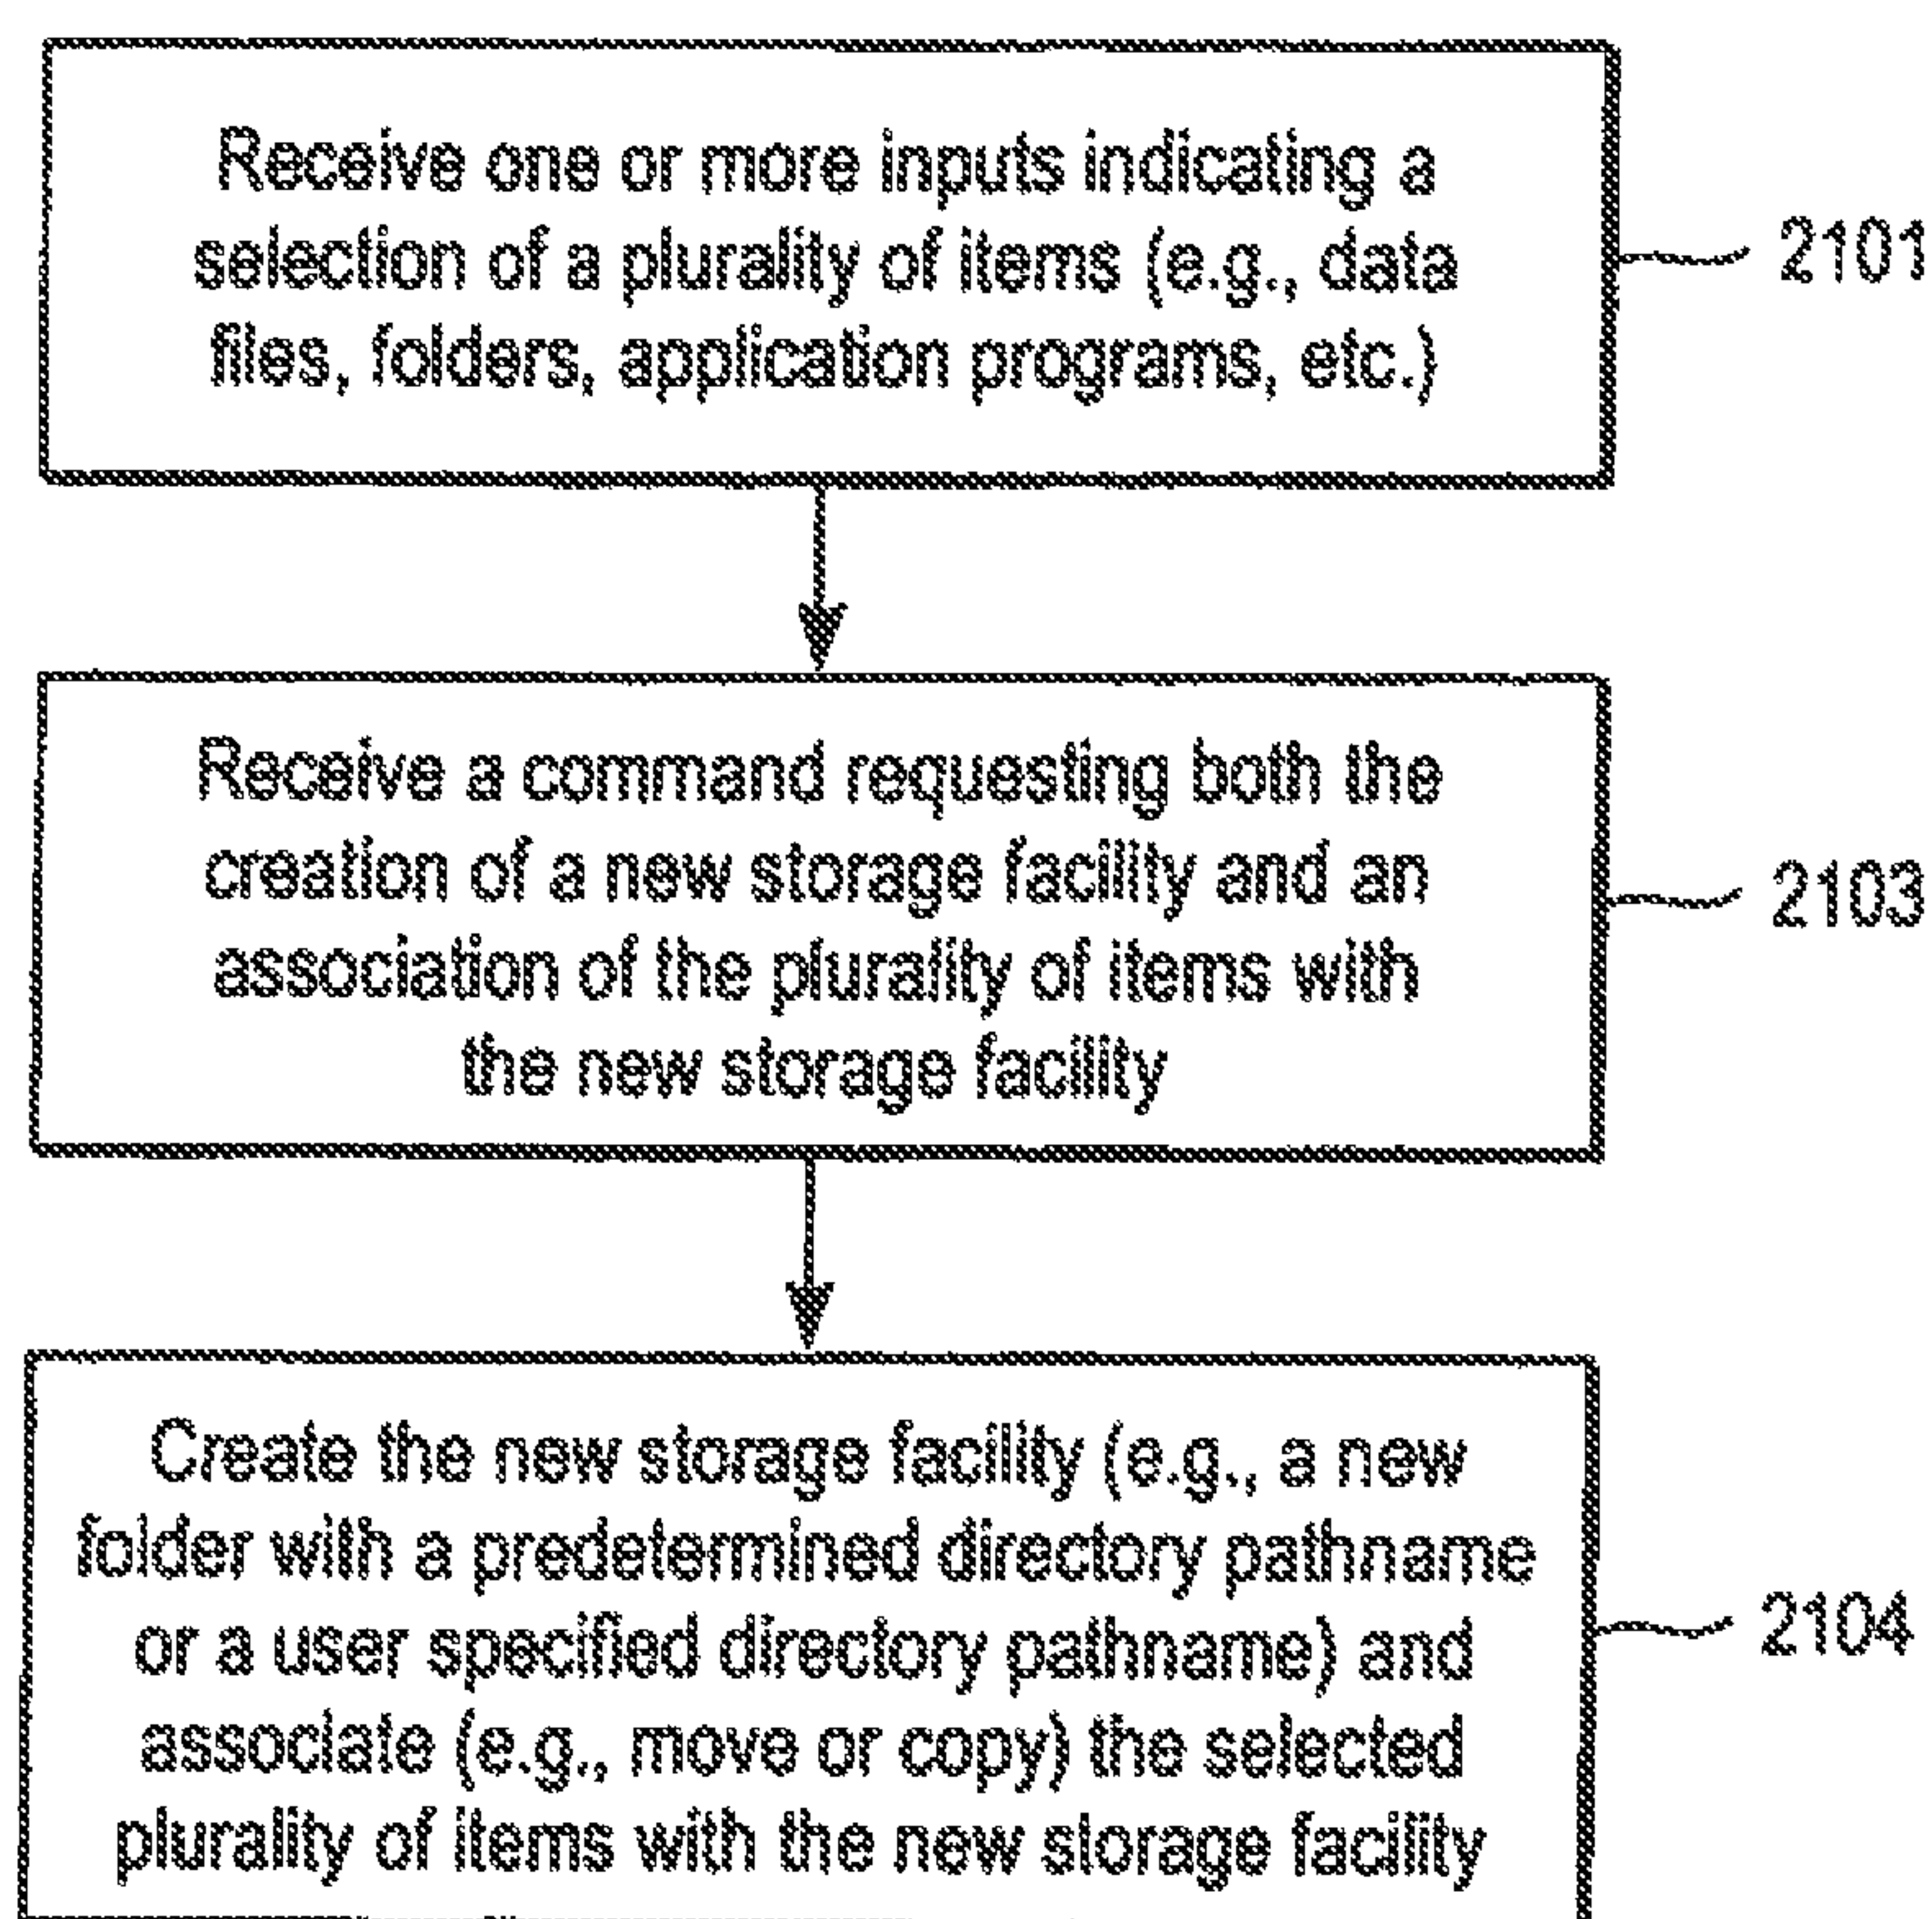 Receive one or more inputs indicating a
selection of a plurality of items (e.g., data
files, folders, application programs, etc.)
2101
Receive a command requesting both the
creation of a new storage facility and an
association of the plurality of items with
the new storage facility
2103
Create the new storage facility (e.g., a new
folder with a predetermined directory pathname
or a user specified directory pathname) and
associate (e.g., move or copy) the selected
plurality of items with the new storage facility
2104